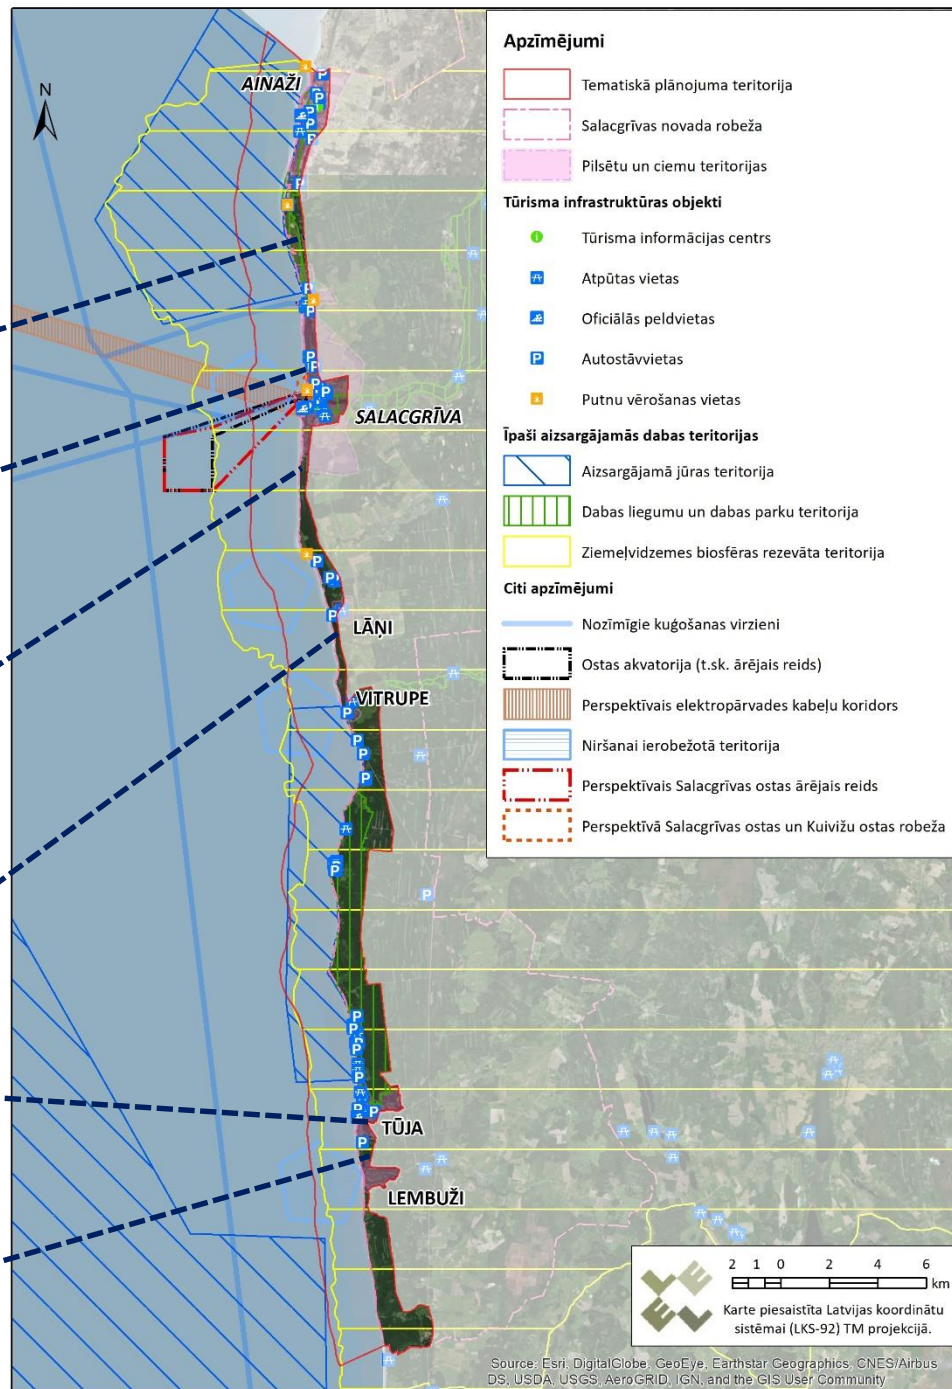 N
AINAŽI
SALACGRĪVA
LĀŅI
VITRUPE
TŪJA
LEMBUŽI
Apzīmējumi
Tematiskā plānojuma teritorija
Salacgrīvas novada robeža
Pilsētu un ciemu teritorijas
Tūrisma infrastruktūras objekti
Tūrisma informācijas centrs
Atpūtas vietas
Oficiālās peldvietas
P Autostāvvietas
Putnu vērošanas vietas
Īpaši aizsargājamās dabas teritorijas
Aizsargājamā jūras teritorija
Dabas liegumu un dabas parku teritorija
Ziemeļvidzemes biosfēras rezevāta teritorija
Citi apzīmējumi
Nozīmīgie kuģošanas virzieni
Ostas akvatorija (t.sk. ārējais reids)
Perspektīvais elektropārvades kabeļu koridors
Niršanai ierobežotā teritorija
Perspektīvais Salacgrīvas ostas ārējais reids
Perspektīvā Salacgrīvas ostas un Kuivižu ostas robeža
2 1 0 2 4 6
km
Karte piesaistīta Latvijas koordinātu
sistēmai (LKS-92) TM projekcijā.
Source: Esri, DigitalGlobe, GeoEye, Earthstar Geographics, CNES/Airbus
DS, USDA, USGS, AeroGRID, IGN, and the GIS User Community